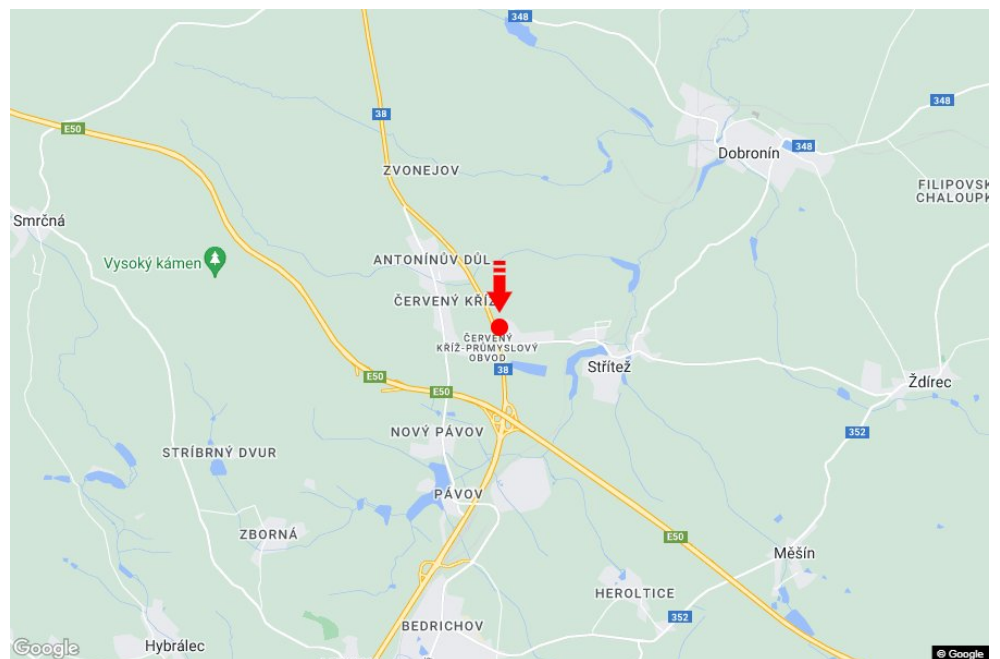 348
38
E50
348
Dobronín
348
ZVONEJOV
FILIPOVSK
CHALOUPK
Smrčná
Vysoký kámen
ANTONÍNŮV DŮL
ČERVENÝ KŘÍŽ
ČERVENÝ
KŘÍŽ-PRŮMYSLOVÝ
OBVOD
38
Střítež
E50
E50
Ždírec
NOVÝ PÁVOV
352
STRÍBRNÝ DVUR
PÁVOV
ZBORNÁ
E50
Měšín
HEROLTICE
352
BEDRICHOV
Hybrálec
Google
© Google